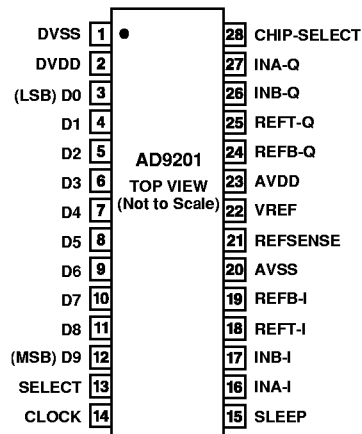 DVSS 1 28 CHIP-SELECT
DVDD 2 27 INA-Q
(LSB) D0 3 26 INB-Q
D1 4 25 REFT-Q
D2 5 24 REFB-Q
D3 6 23 AVDD
D4 7 22 VREF
D5 8 21 REFSENSE
D6 9 20 AVSS
D7 10 19 REFB-I
D8 11 18 REFT-I
(MSB) D9 12 17 INB-I
SELECT 13 16 INA-I
CLOCK 14 15 SLEEP
AD9201
TOP VIEW
(Not to Scale)